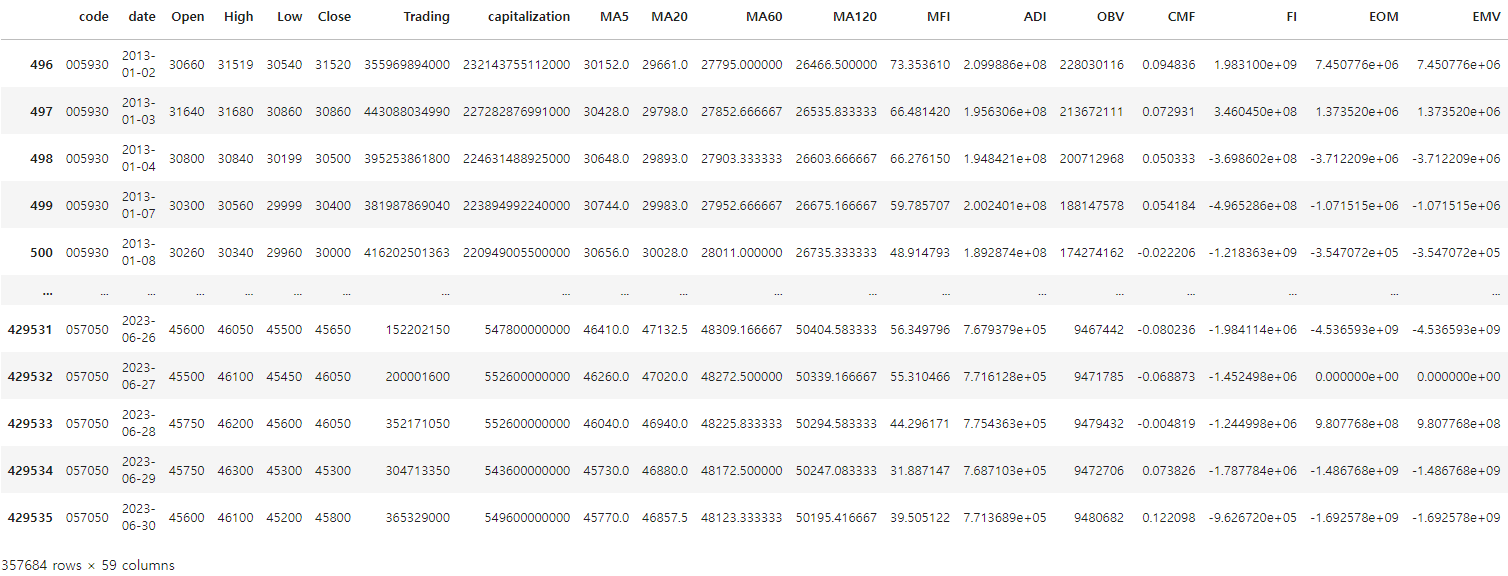 code date Open High Low Close Trading capitalization MA5 MA20 MA60 MA120 MFI ADI OBV CMF FI EOM EMV
496 005930 2013-01-02 30660 31519 30540 31520 355969894000 232143755112000 30152.0 29661.0 27795.000000 26466.500000 73.353610 2.099886e+08 228030116 0.094836 1.983100e+09 7.450776e+06 7.450776e+06
497 005930 2013-01-03 31640 31680 30860 30860 443088034990 227282876991000 30428.0 29798.0 27852.666667 26535.833333 66.481420 1.956306e+08 213672111 0.072931 3.460450e+08 1.373520e+06 1.373520e+06
498 005930 2013-01-04 30800 30840 30199 30500 395253861800 224631488925000 30648.0 29893.0 27903.333333 26603.666667 66.276150 1.948421e+08 200712968 0.050333 -3.698602e+08 -3.712209e+06 -3.712209e+06
499 005930 2013-01-07 30300 30560 29999 30400 381987869040 223894992240000 30744.0 29983.0 27952.666667 26675.166667 59.785707 2.002401e+08 188147578 0.054184 -4.965286e+08 -1.071515e+06 -1.071515e+06
500 005930 2013-01-08 30260 30340 29960 30000 416202501363 220949005500000 30656.0 30028.0 28011.000000 26735.333333 48.914793 1.892874e+08 174274162 -0.022206 -1.218363e+09 -3.547072e+05 -3.547072e+05
... ... ... ... ... ... ... ... ... ... ... ... ... ... ... ... ... ... ... ...
429531 057050 2023-06-26 45600 46050 45500 45650 152202150 547800000000 46410.0 47132.5 48309.166667 50404.583333 56.349796 7.679379e+05 9467442 -0.080236 -1.984114e+06 -4.536593e+09 -4.536593e+09
429532 057050 2023-06-27 45500 46100 45450 46050 200001600 552600000000 46260.0 47020.0 48272.500000 50339.166667 55.310466 7.716128e+05 9471785 -0.068873 -1.452498e+06 0.000000e+00 0.000000e+00
429533 057050 2023-06-28 45750 46200 45600 46050 352171050 552600000000 46040.0 46940.0 48225.833333 50294.583333 44.296171 7.754363e+05 9479432 -0.004819 -1.244998e+06 9.807768e+08 9.807768e+08
429534 057050 2023-06-29 45750 46300 45300 45300 304713350 543600000000 45730.0 46880.0 48172.500000 50247.083333 31.887147 7.687103e+05 9472706 0.073826 -1.787784e+06 -1.486768e+09 -1.486768e+09
429535 057050 2023-06-30 45600 46100 45200 45800 365329000 549600000000 45770.0 46857.5 48123.333333 50195.416667 39.505122 7.713689e+05 9480682 0.122098 -9.626720e+05 -1.692578e+09 -1.692578e+09
357684 rows × 59 columns